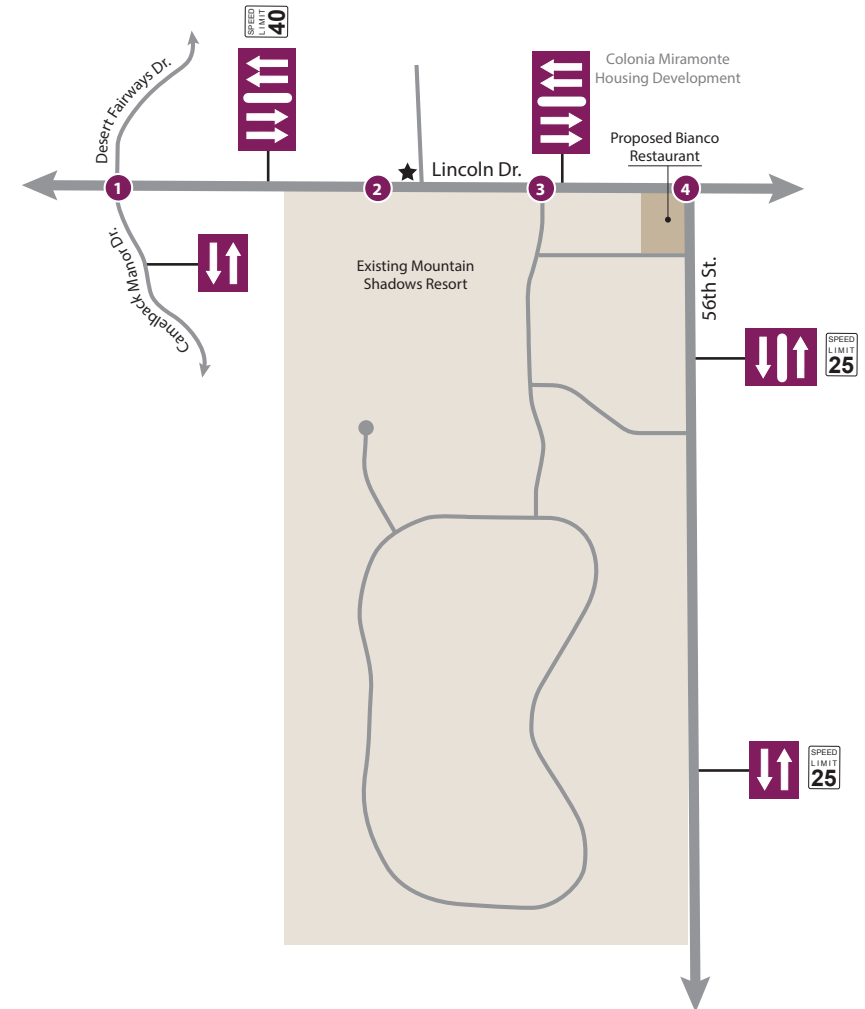 SPEED
LIMIT
40
Desert Fairways Dr.
Colonia Miramonte
Housing Development
Proposed Bianco
Restaurant
Lincoln Dr.
1
2
3
4
Camelback Manor Dr.
Existing Mountain
Shadows Resort
56th St.
SPEED
LIMIT
25
SPEED
LIMIT
25